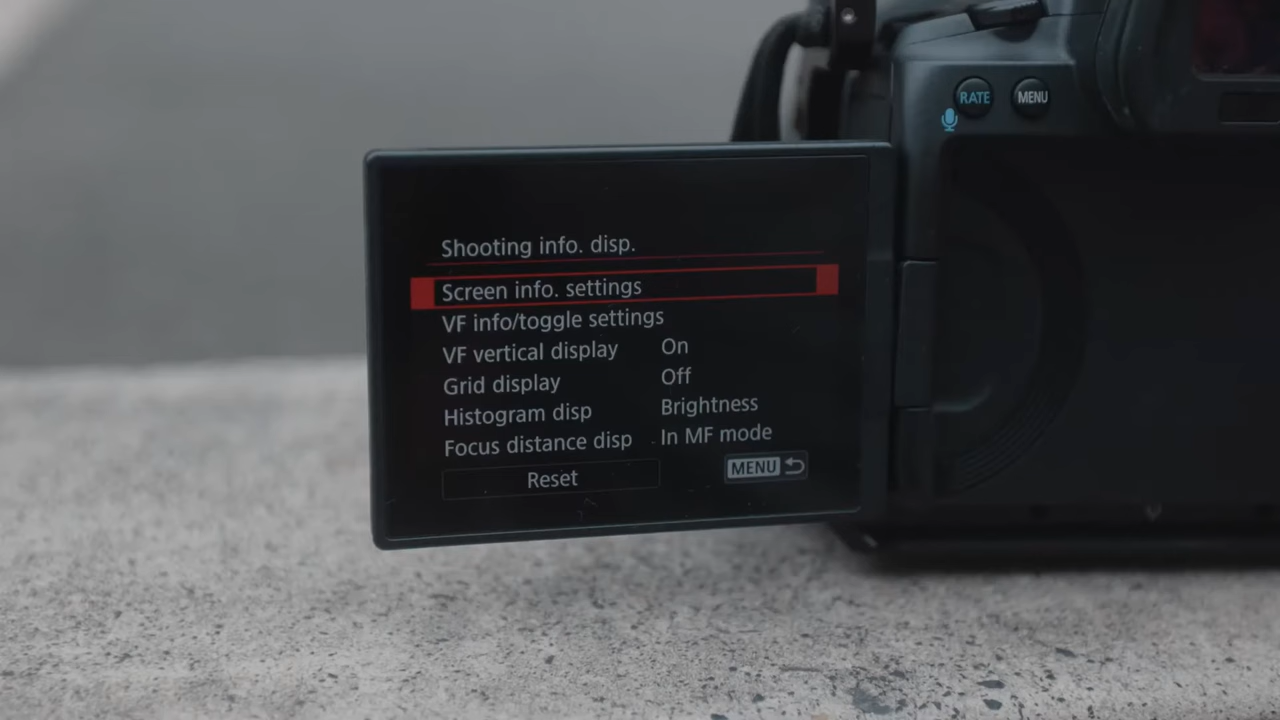 RATE MENU
Shooting info. disp.
Screen info. settings
VF info/toggle settings
VF vertical display On
Grid display Off
Histogram disp Brightness
Focus distance disp In MF mode
Reset MENU